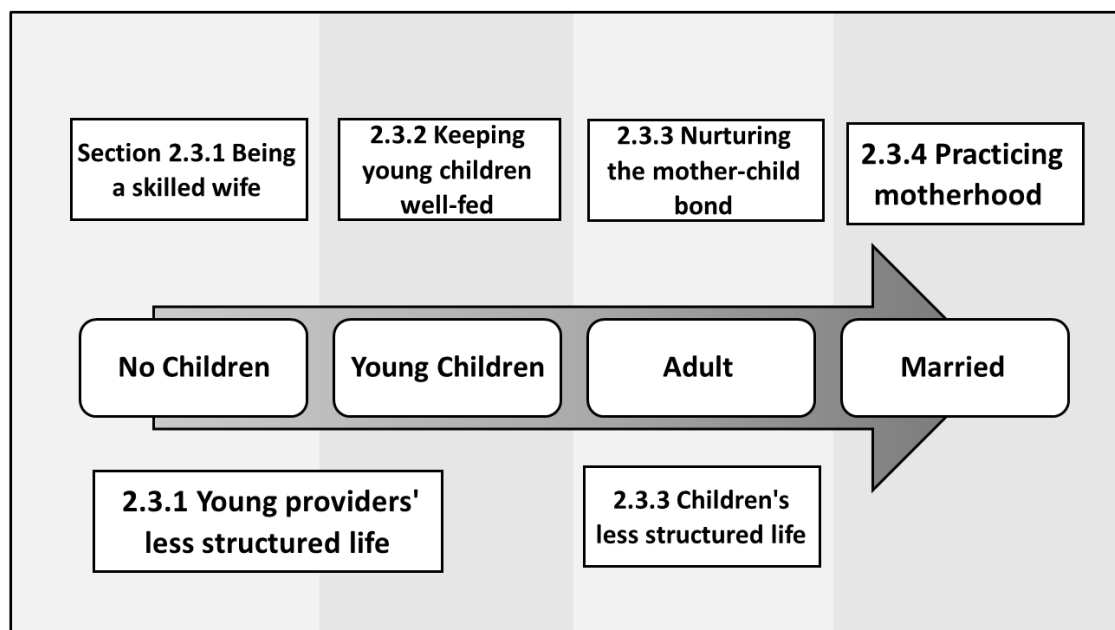 Section 2.3.1 Being
a skilled wife
2.3.2 Keeping
young children
well-fed
2.3.3 Nurturing
the mother-child
bond
2.3.4 Practicing
motherhood
No Children
Young Children
Adult
Married
2.3.1 Young providers'
less structured life
2.3.3 Children's
less structured life